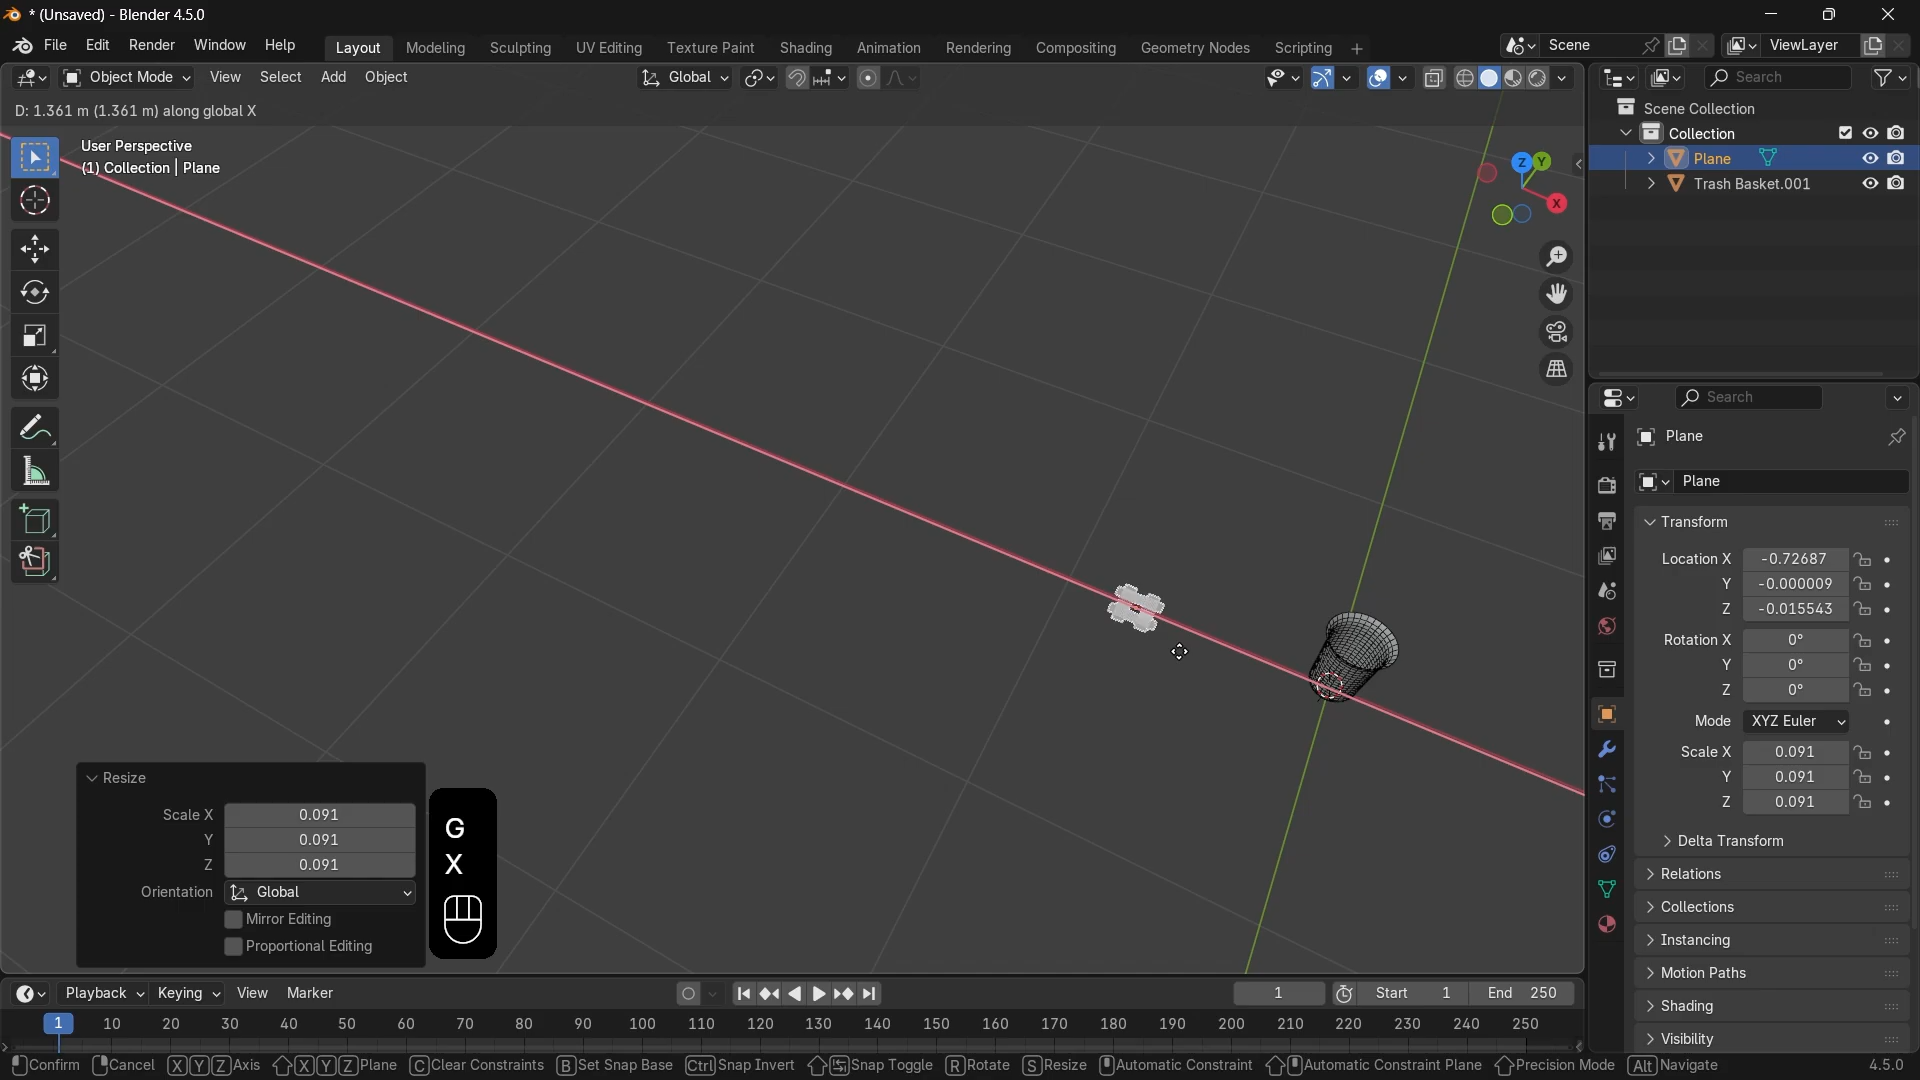 * (Unsaved) - Blender 4.5.0
File Edit Render Window Help
Layout Modeling Sculpting UV Editing Texture Paint Shading Animation Rendering Compositing Geometry Nodes Scripting +
Scene
ViewLayer
Object Mode View Select Add Object
Global
Search
D: 1.361 m (1.361 m) along global X
Scene Collection
Collection
Plane
Trash Basket.001
User Perspective
(1) Collection | Plane
Z
Y
X
Search
Plane
Plane
Transform
Location X -0.72687
Y -0.000009
Z -0.015543
Rotation X 0°
Y 0°
Z 0°
Mode XYZ Euler
Scale X 0.091
Y 0.091
Z 0.091
Delta Transform
Relations
Collections
Instancing
Motion Paths
Shading
Visibility
Resize
Scale X 0.091
Y 0.091
Z 0.091
Orientation Global
Mirror Editing
Proportional Editing
G
X
Playback Keying View Marker
1
Start 1
End 250
1 10 20 30 40 50 60 70 80 90 100 110 120 130 140 150 160 170 180 190 200 210 220 230 240 250
Confirm Cancel X Y Z Axis X Y Z Plane C Clear Constraints B Set Snap Base Ctrl Snap Invert Snap Toggle R Rotate S Resize Automatic Constraint Automatic Constraint Plane Precision Mode Alt Navigate 4.5.0